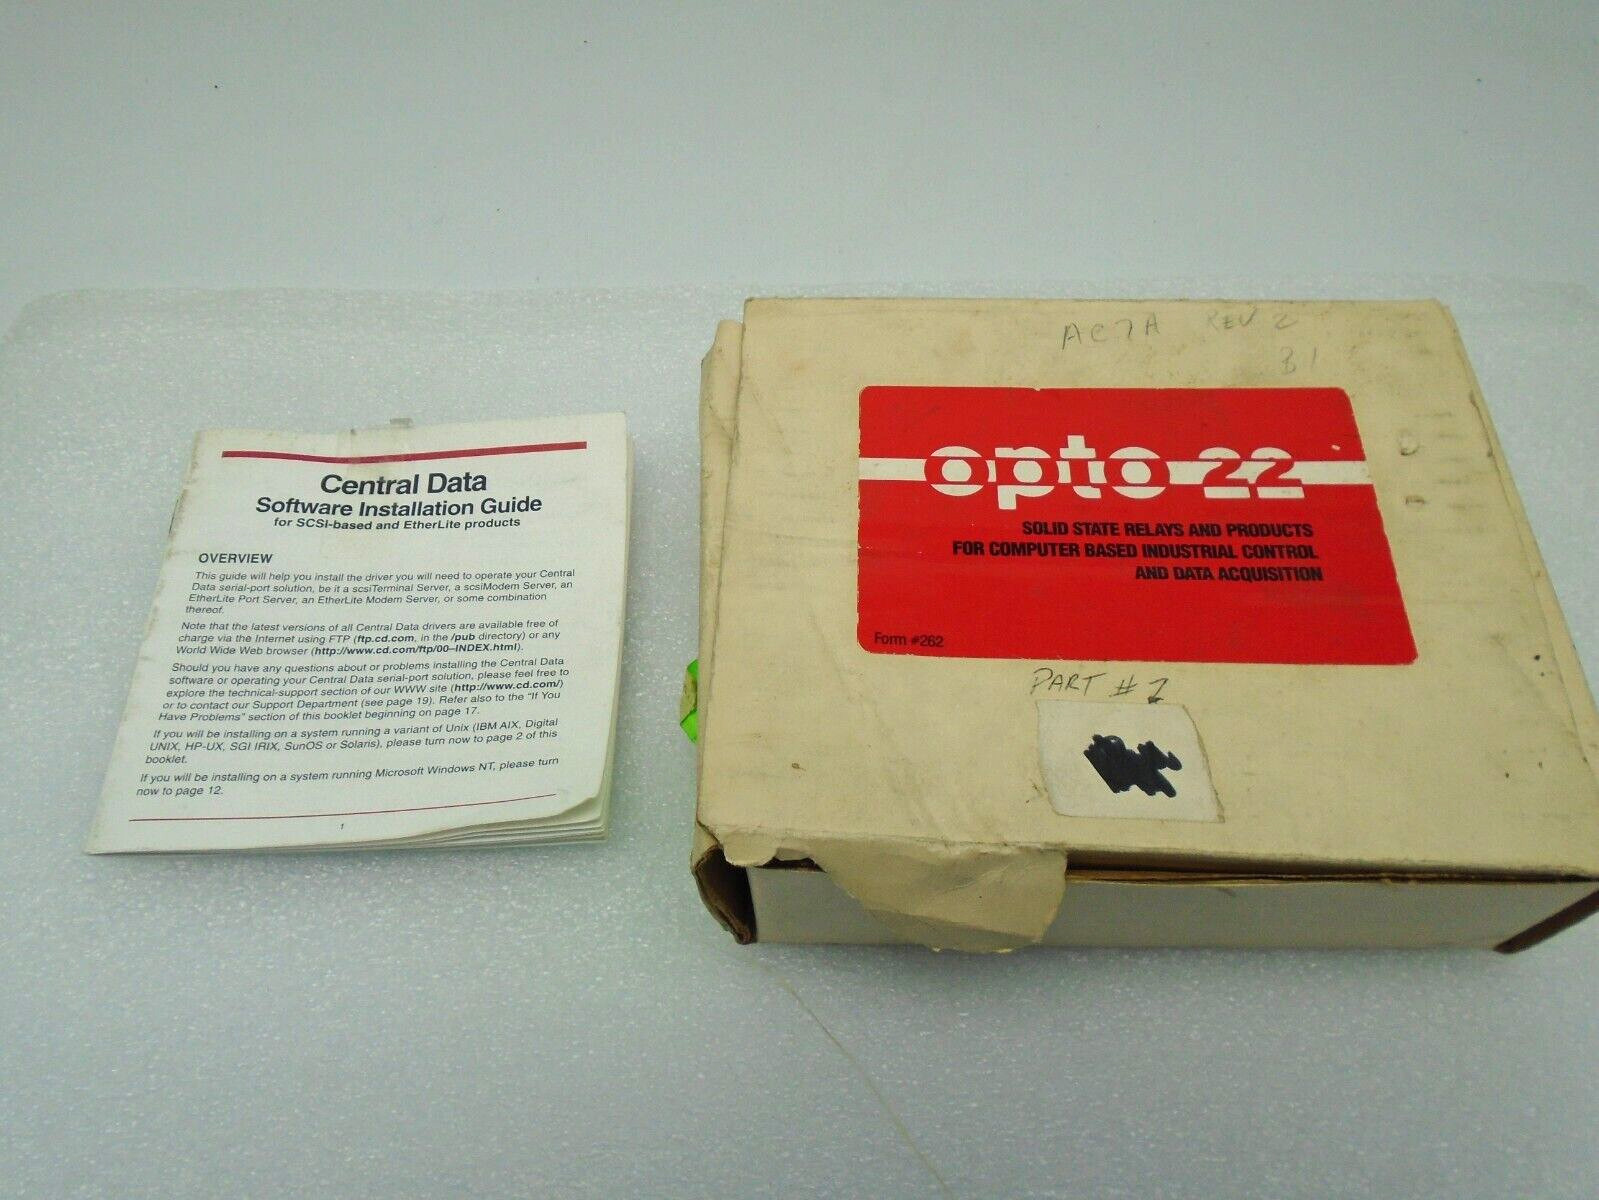 Central Data
Software Installation Guide
for SCSI-based and EtherLite products
OVERVIEW
This guide will help you install the driver you will need to operate your Central
Data serial-port solution, be it a scsiTerminal Server, a scsiModem Server, an
EtherLite Port Server, an EtherLite Modem Server, or some combination
thereof.
Note that the latest versions of all Central Data drivers are available free of
charge via the Internet using FTP (ftp.cd.com, in the /pub directory) or any
World Wide Web browser (http://www.cd.com/ftp/00-INDEX.html).
Should you have any questions about or problems installing the Central Data
software or operating your Central Data serial-port solution, please feel free to
explore the technical-support section of our WWW site (http://www.cd.com/)
or to contact our Support Department (see page 19). Refer also to the "If You
Have Problems" section of this booklet beginning on page 17.
If you will be installing on a system running a variant of Unix (IBM AIX, Digital
UNIX, HP-UX, SGI IRIX, SunOS or Solaris), please turn now to page 2 of this
booklet.
If you will be installing on a system running Microsoft Windows NT, please turn
now to page 12.
1
AC7A REV 2
B1
opto 22
SOLID STATE RELAYS AND PRODUCTS
FOR COMPUTER BASED INDUSTRIAL CONTROL
AND DATA ACQUISITION
Form #262
PART #